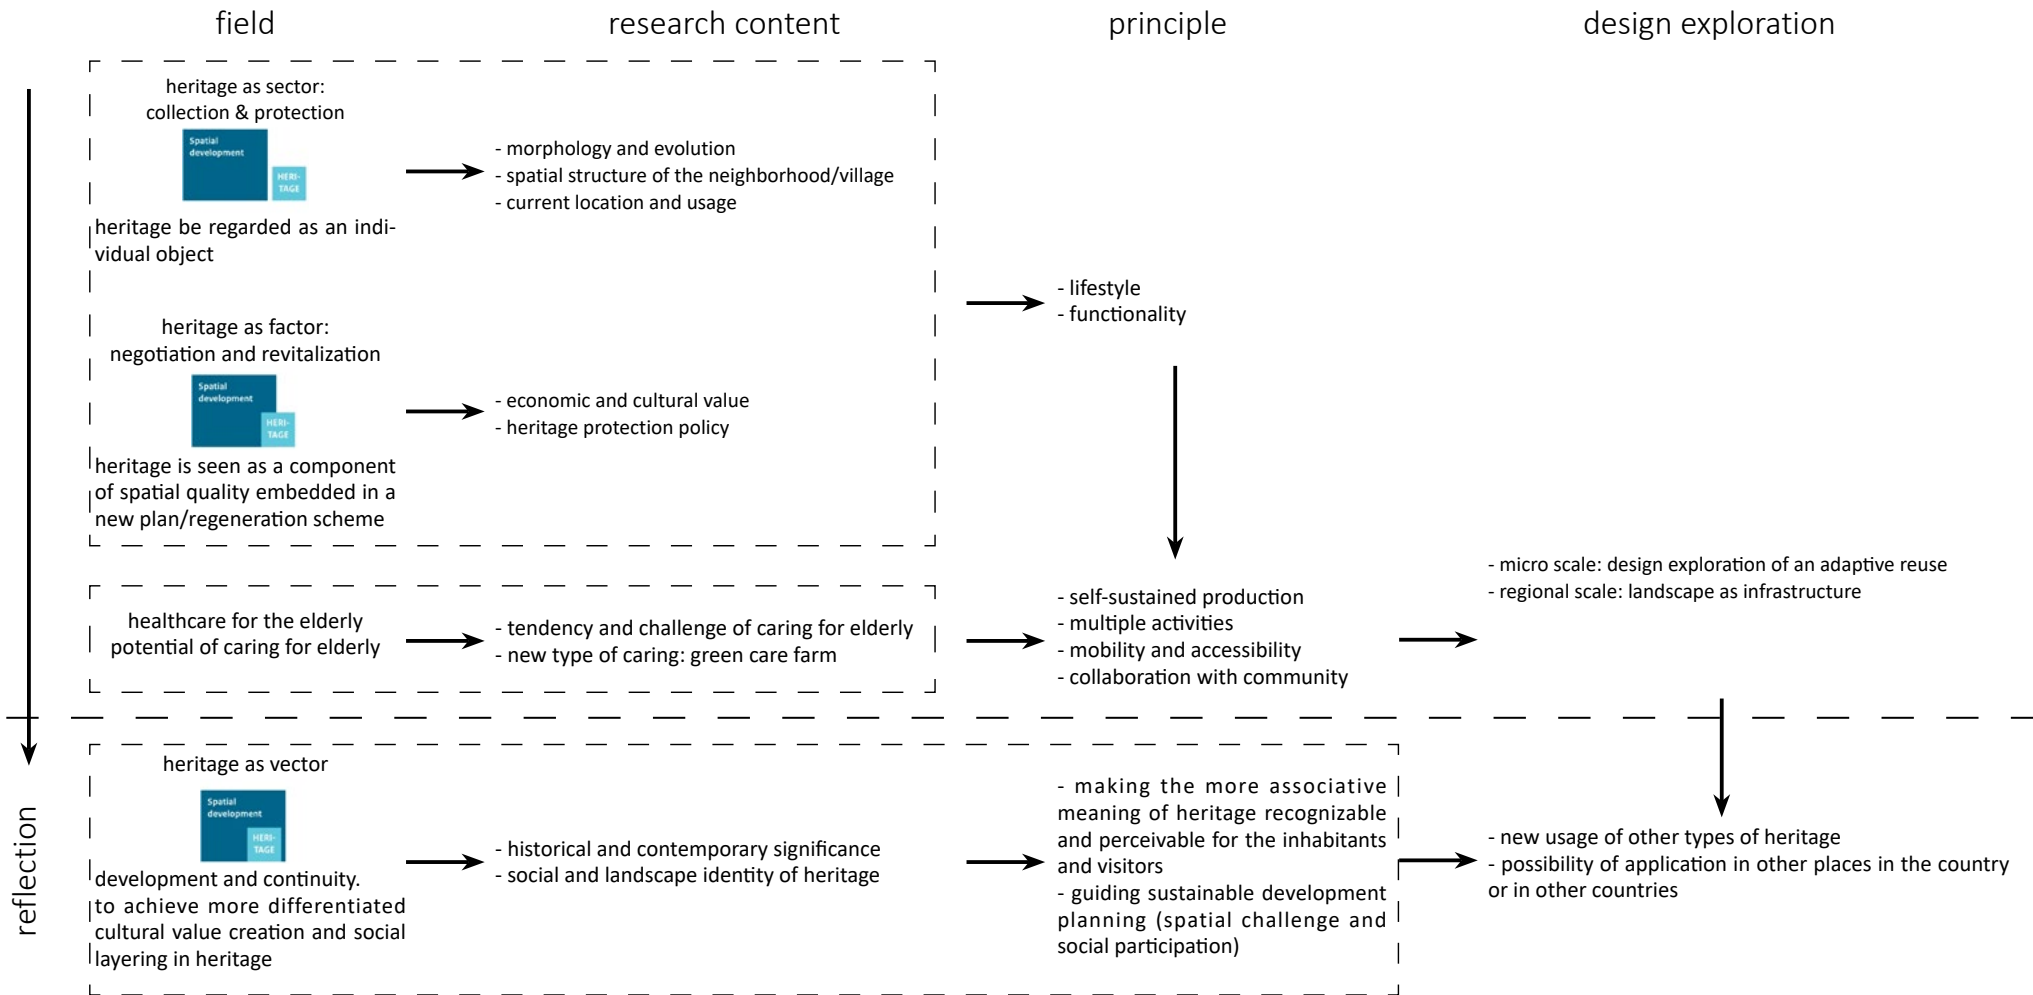 field
research content
principle
design exploration
heritage as sector:
collection & protection
Spatial
development
HERI-
TAGE
heritage be regarded as an indi-
vidual object
- morphology and evolution
- spatial structure of the neighborhood/village
- current location and usage
heritage as factor:
negotiation and revitalization
Spatial
development
HERI-
TAGE
heritage is seen as a component
of spatial quality embedded in a
new plan/regeneration scheme
- economic and cultural value
- heritage protection policy
- lifestyle
- functionality
healthcare for the elderly
potential of caring for elderly
- tendency and challenge of caring for elderly
- new type of caring: green care farm
- self-sustained production
- multiple activities
- mobility and accessibility
- collaboration with community
- micro scale: design exploration of an adaptive reuse
- regional scale: landscape as infrastructure
reflection
heritage as vector
Spatial
development
HERI-
TAGE
development and continuity.
to achieve more differentiated
cultural value creation and social
layering in heritage
- historical and contemporary significance
- social and landscape identity of heritage
- making the more associative
meaning of heritage recognizable
and perceivable for the inhabitants
and visitors
- guiding sustainable development
planning (spatial challenge and
social participation)
- new usage of other types of heritage
- possibility of application in other places in the country
or in other countries